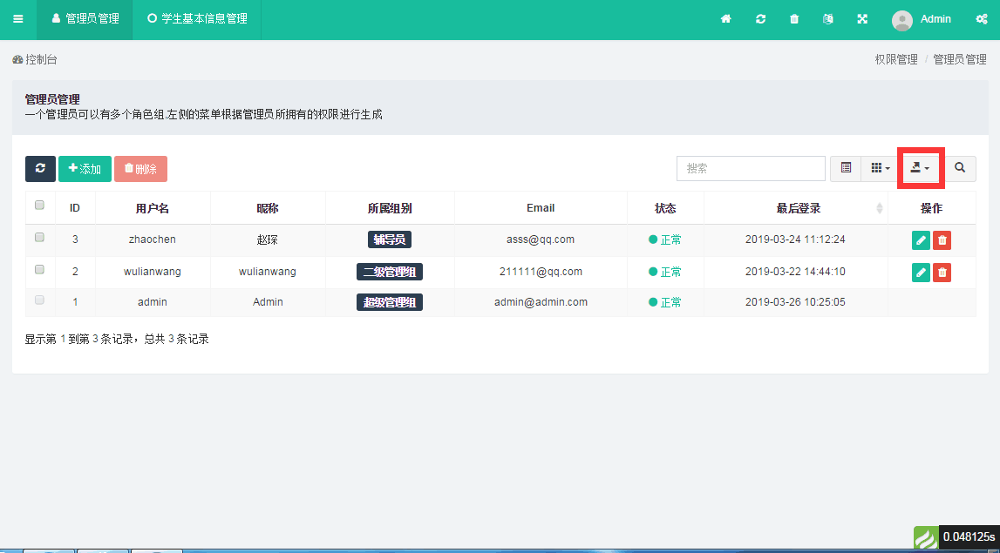 管理员管理 学生基本信息管理 Admin
控制台 权限管理 / 管理员管理
管理员管理
一个管理员可以有多个角色组,左侧的菜单根据管理员所拥有的权限进行生成
添加 删除 搜索
ID 用户名 昵称 所属组别 Email 状态 最后登录 操作
3 zhaochen 赵琛 辅导员 asss@qq.com 正常 2019-03-24 11:12:24
2 wulianwang wulianwang 二级管理组 211111@qq.com 正常 2019-03-22 14:44:10
1 admin Admin 超级管理组 admin@admin.com 正常 2019-03-26 10:25:05
显示第 1 到第 3 条记录，总共 3 条记录
0.048125s